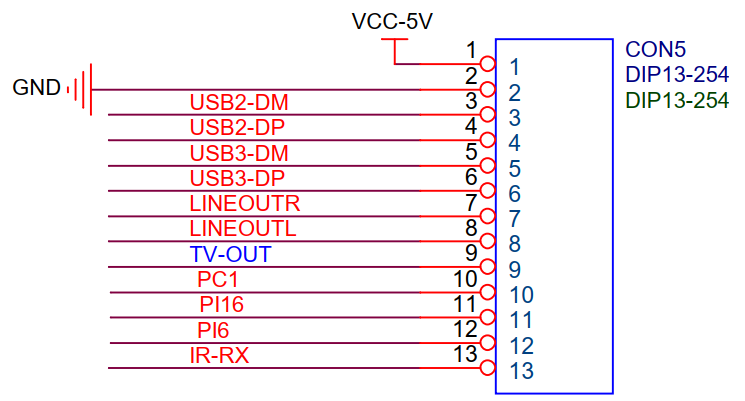 VCC-5V
1
1
CON5
DIP13-254
DIP13-254
GND
2
2
USB2-DM
3
3
USB2-DP
4
4
USB3-DM
5
5
USB3-DP
6
6
LINEOUTR
7
7
LINEOUTL
8
8
TV-OUT
9
9
PC1
10
10
PI16
11
11
PI6
12
12
IR-RX
13
13